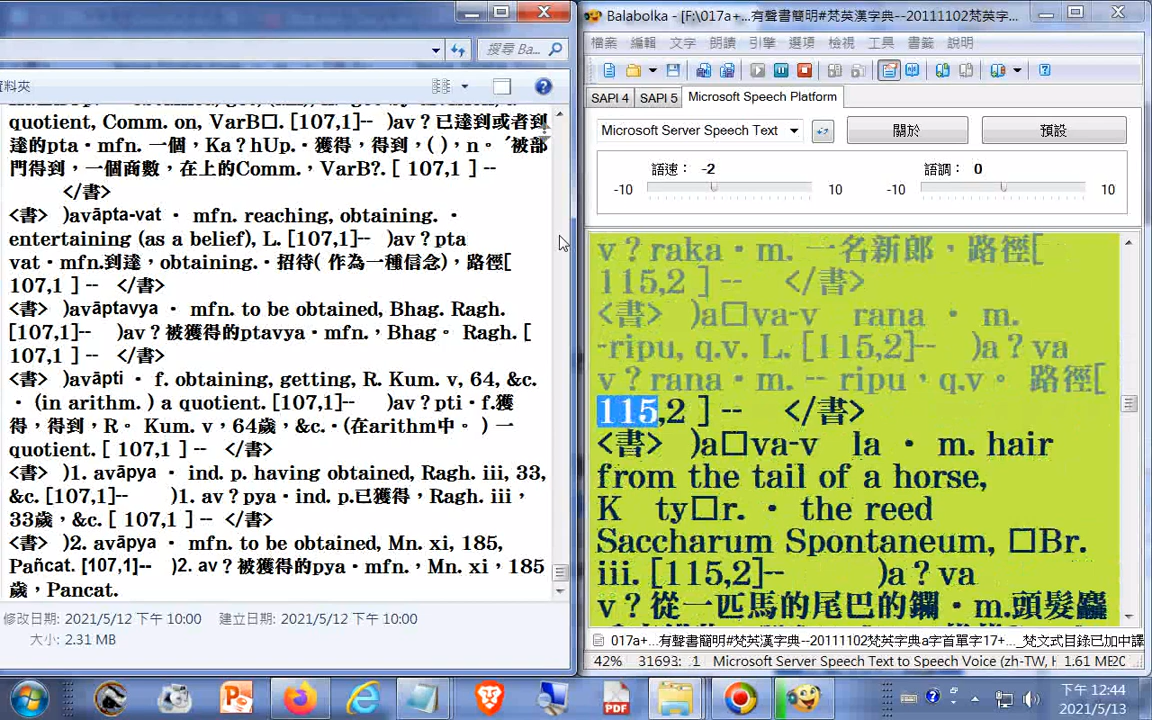 搜尋 Ba...
資料夾
quotient, Comm. on, VarB□. [107,1]-- )av？已達到或者到
達的pta‧mfn. 一個，Ka？hUp.‧獲得，得到，( )，n。ˊ被部
門得到，一個商數，在上的Comm.，VarB?. [ 107,1 ] --
</書>
<書> )avāpta-vat ‧ mfn. reaching, obtaining. ‧
entertaining (as a belief), L. [107,1]-- )av？pta
vat‧mfn.到達，obtaining.‧招待( 作為一種信念)，路徑[
107,1 ] -- </書>
<書> )avāptavya ‧ mfn. to be obtained, Bhag. Ragh.
[107,1]-- )av？被獲得的ptavya‧mfn.，Bhag。 Ragh. [
107,1 ] -- </書>
<書> )avāpti ‧ f. obtaining, getting, R. Kum. v, 64, &c.
‧ (in arithm. ) a quotient. [107,1]-- )av？pti‧f.獲
得，得到，R。 Kum. v，64歲，&c.‧(在arithm中。 ) 一
quotient. [ 107,1 ] -- </書>
<書> )1. avāpya ‧ ind. p. having obtained, Ragh. iii, 33,
&c. [107,1]-- )1. av？pya‧ind. p.已獲得，Ragh. iii，
33歲，&c. [ 107,1 ] -- </書>
<書> )2. avāpya ‧ mfn. to be obtained, Mn. xi, 185,
Pañcat. [107,1]-- )2. av？被獲得的pya‧mfn.，Mn. xi，185
歲，Pancat.
修改日期: 2021/5/12 下午 10:00 建立日期: 2021/5/12 下午 10:00
大小: 2.31 MB
Balabolka - [F:\017a+...有聲書簡明#梵英漢字典--20111102梵英字...
檔案 編輯 文字 朗讀 引擎 選項 檢視 工具 書籤 說明
SAPI 4 SAPI 5 Microsoft Speech Platform
Microsoft Server Speech Text 關於 預設
語速： -2 語調： 0
-10 10 -10 10
v？raka‧m. 一名新郎，路徑[
115,2 ] -- </書>
<書> )a□va-v rana ‧ m.
-ripu, q.v. L. [115,2]-- )a？va
v？rana‧m. -- ripu，q.v。 路徑[
115,2 ] -- </書>
<書> )a□va-v la ‧ m. hair
from the tail of a horse,
K ty□r. ‧ the reed
Saccharum Spontaneum, □Br.
iii. [115,2]-- )a？va
v？從一匹馬的尾巴的鑭‧m.頭髮龘
017a+...有聲書簡明#梵英漢字典--20111102梵英字典a字首單字17+..._梵文式目錄已加中譯
42% 31693: .1 Microsoft Server Speech Text to Speech Voice (zh-TW, H 1.61 ME20
下午 12:44
2021/5/13